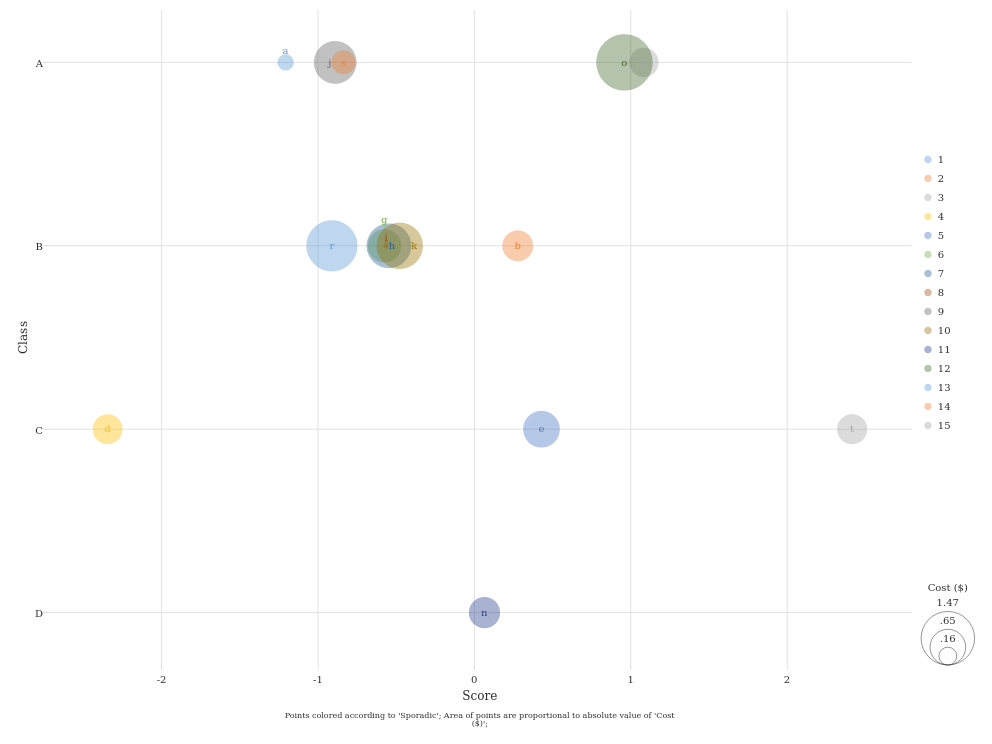 a
A
j
s
o
1
2
3
4
g
5
B
r
i
h
k
b
6
7
8
9
10
Class
11
12
13
14
C
d
e
t
15
Cost ($)
1.47
D
n
.65
.16
-2
-1
0
1
2
Score
Points colored according to 'Sporadic'; Area of points are proportional to absolute value of 'Cost
($)';